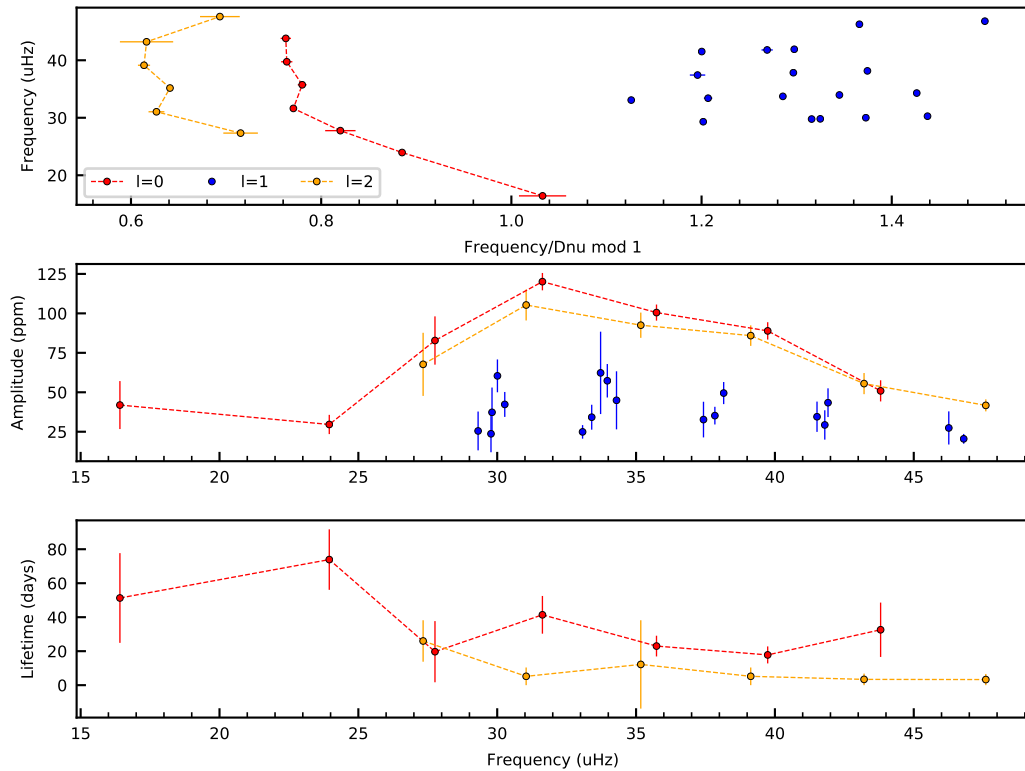 Frequency (uHz)
40
30
20
l=0 l=1 l=2
0.6 0.8 1.0 1.2 1.4
Frequency/Dnu mod 1
Amplitude (ppm)
125
100
75
50
25
15 20 25 30 35 40 45
Lifetime (days)
80
60
40
20
0
15 20 25 30 35 40 45
Frequency (uHz)